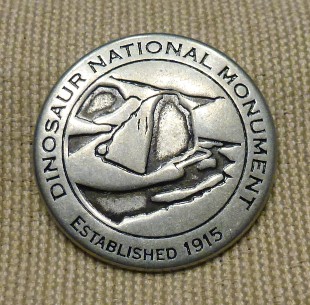 DINOSAUR NATIONAL MONUMENT
ESTABLISHED 1915